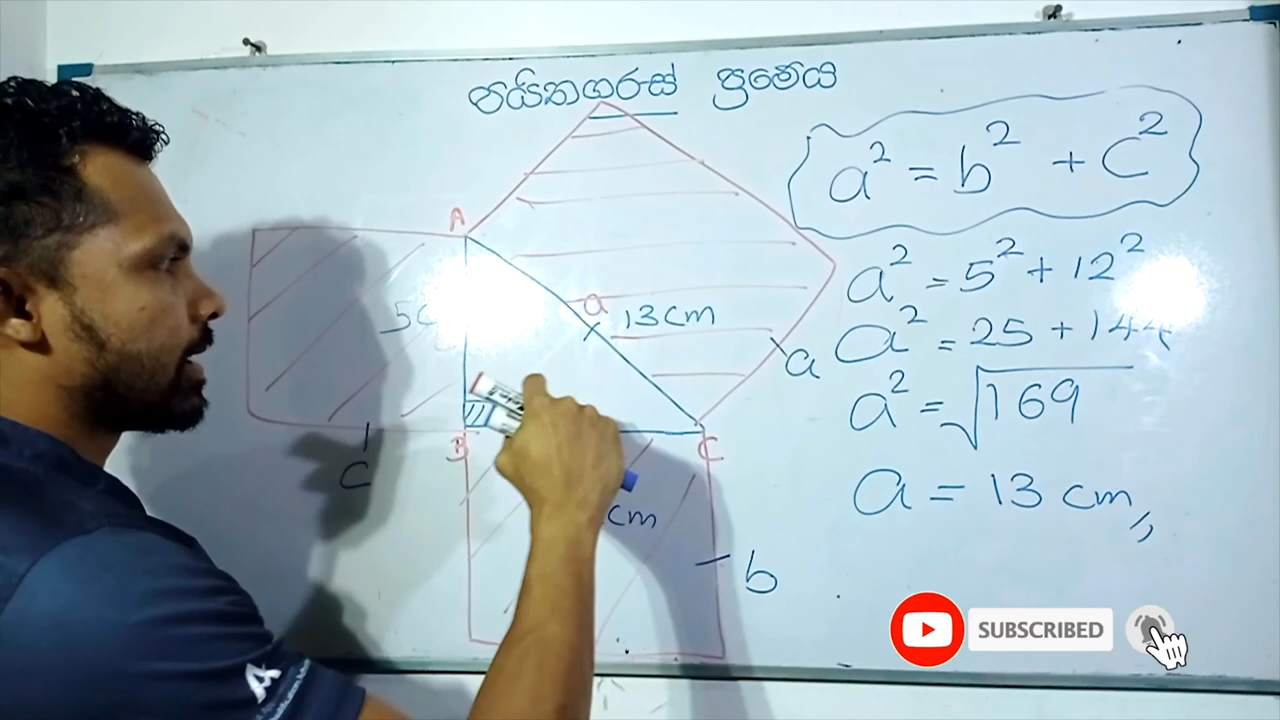 පයිතගරස් ප්‍රමේය
a² = b² + c²
A
a² = 5² + 12²
a
13cm
a² = 25 + 144
a
a² = √169
B
C
C
a = 13 cm,,
cm
b
SUBSCRIBED